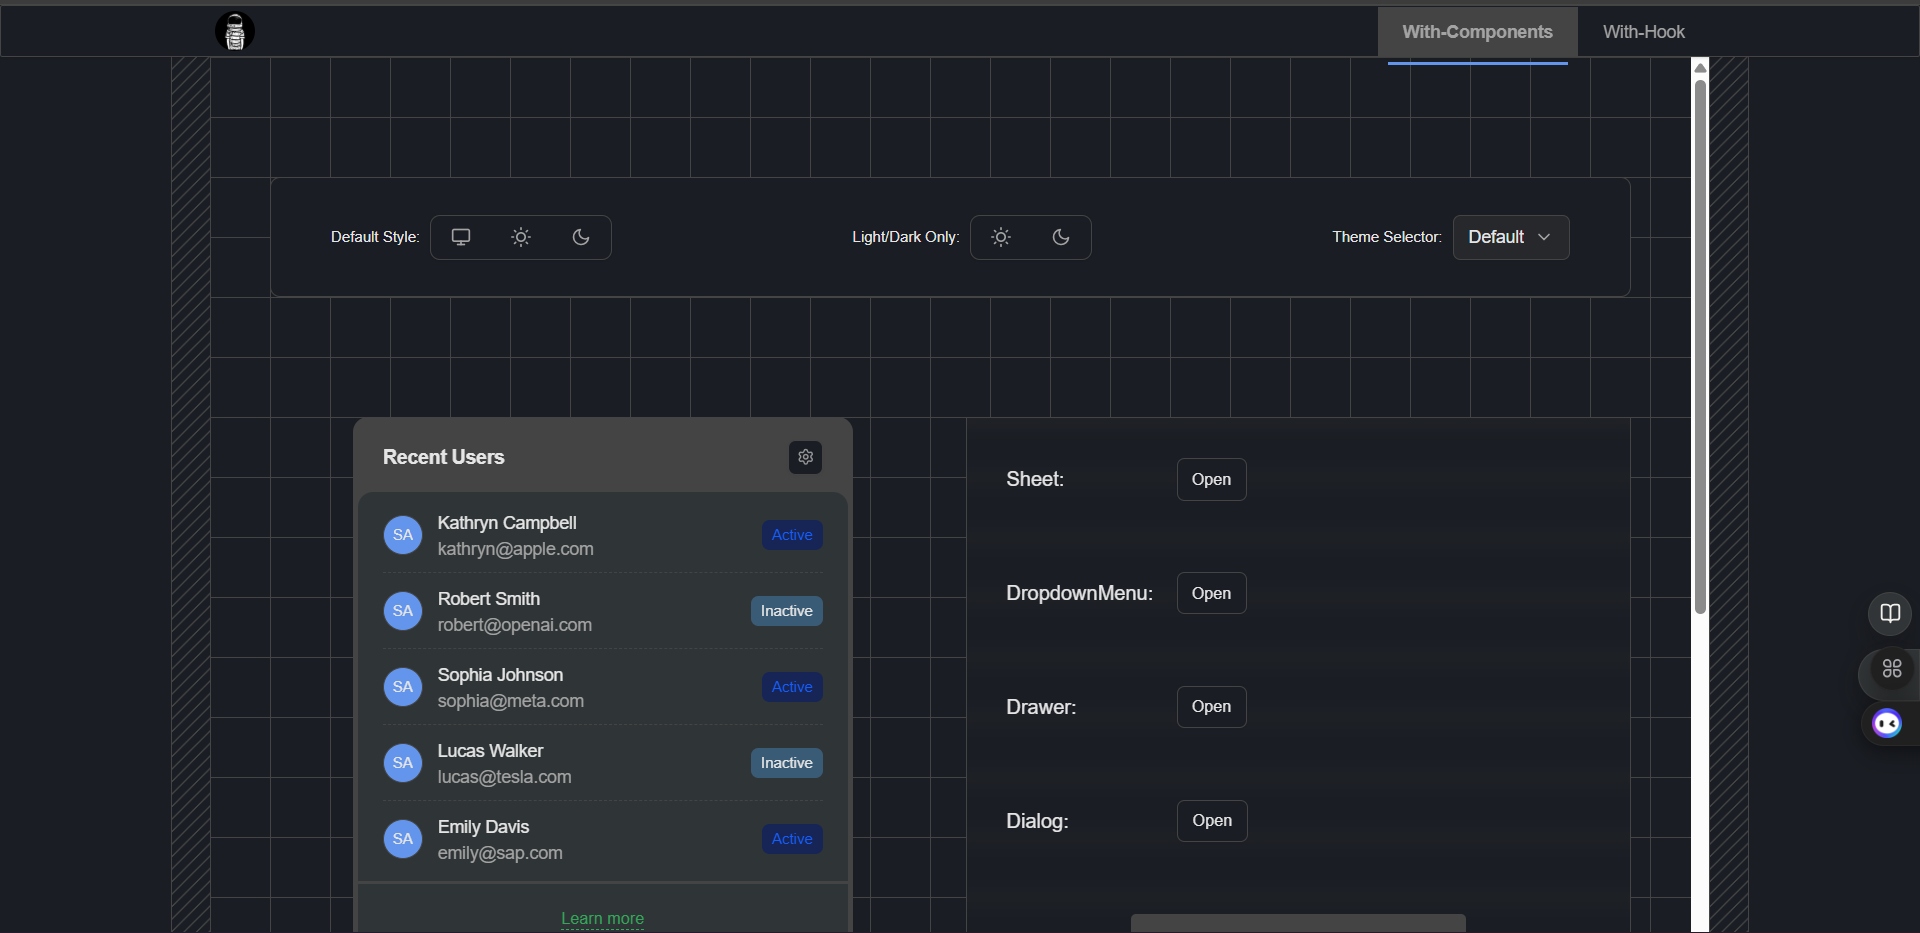 With-Components
With-Hook
Default Style:
Light/Dark Only:
Theme Selector:
Default
Recent Users
SA
Kathryn Campbell
kathryn@apple.com
Active
SA
Robert Smith
robert@openai.com
Inactive
SA
Sophia Johnson
sophia@meta.com
Active
SA
Lucas Walker
lucas@tesla.com
Inactive
SA
Emily Davis
emily@sap.com
Active
Learn more
Sheet:
Open
DropdownMenu:
Open
Drawer:
Open
Dialog:
Open